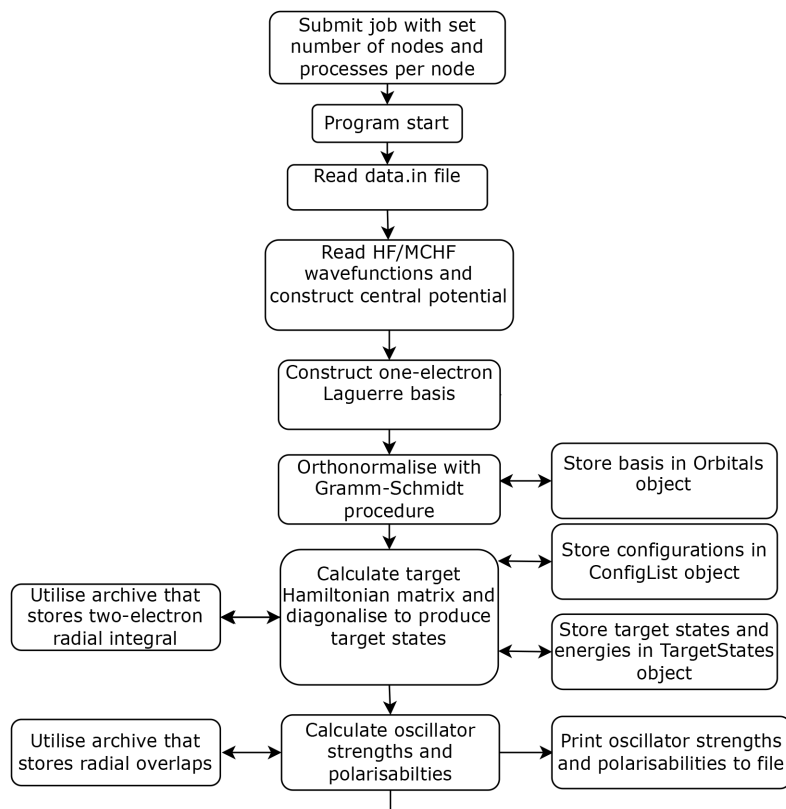 Submit job with set
number of nodes and
processes per node
Program start
Read data.in file
Read HF/MCHF
wavefunctions and
construct central potential
Construct one-electron
Laguerre basis
Orthonormalise with
Gramm-Schmidt
procedure
Store basis in Orbitals
object
Store configurations in
ConfigList object
Calculate target
Hamiltonian matrix and
diagonalise to produce
target states
Utilise archive that
stores two-electron
radial integral
Store target states and
energies in TargetStates
object
Utilise archive that
stores radial overlaps
Calculate oscillator
strengths and
polarisabilties
Print oscillator strengths
and polarisabilities to file